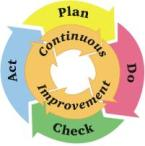 Plan
Do
Check
Act
Continuous
Improvement